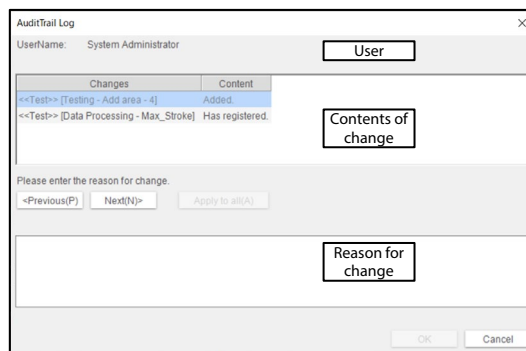 AuditTrail Log
UserName: System Administrator
User
Changes Content
<<Test>> [Testing - Add area - 4] Added.
<<Test>> [Data Processing - Max_Stroke] Has registered.
Contents of
change
Please enter the reason for change.
<Previous(P) Next(N)> Apply to all(A)
Reason for
change
OK Cancel